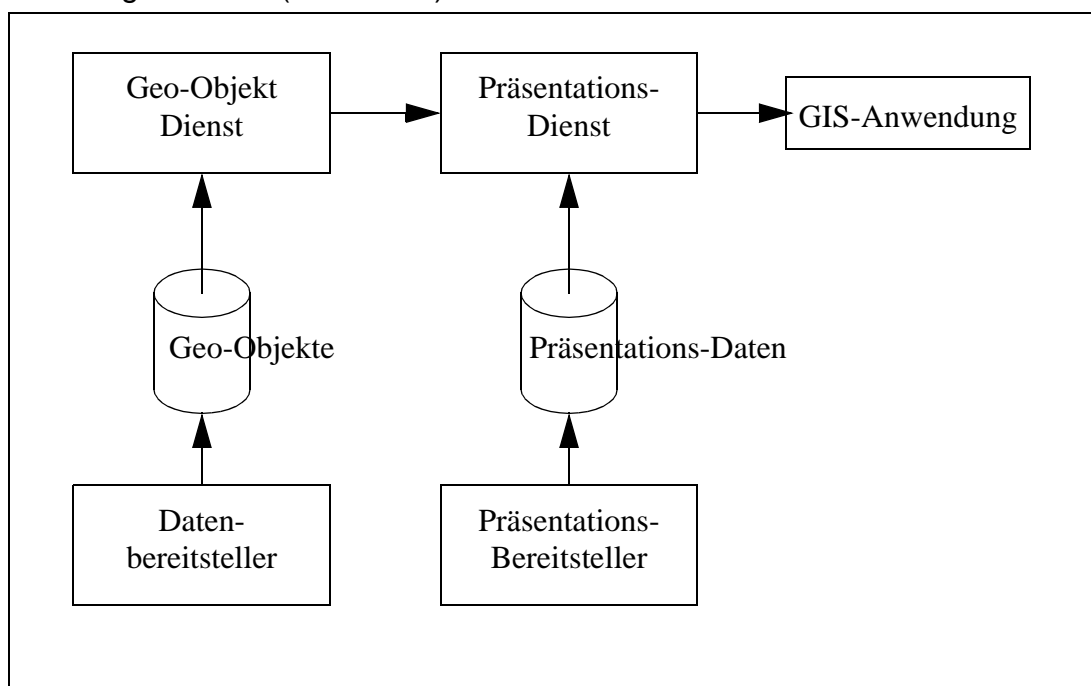 Geo-Objekt
Dienst
Präsentations-
Dienst
GIS-Anwendung
Geo-Objekte
Präsentations-Daten
Daten-
bereitsteller
Präsentations-
Bereitsteller